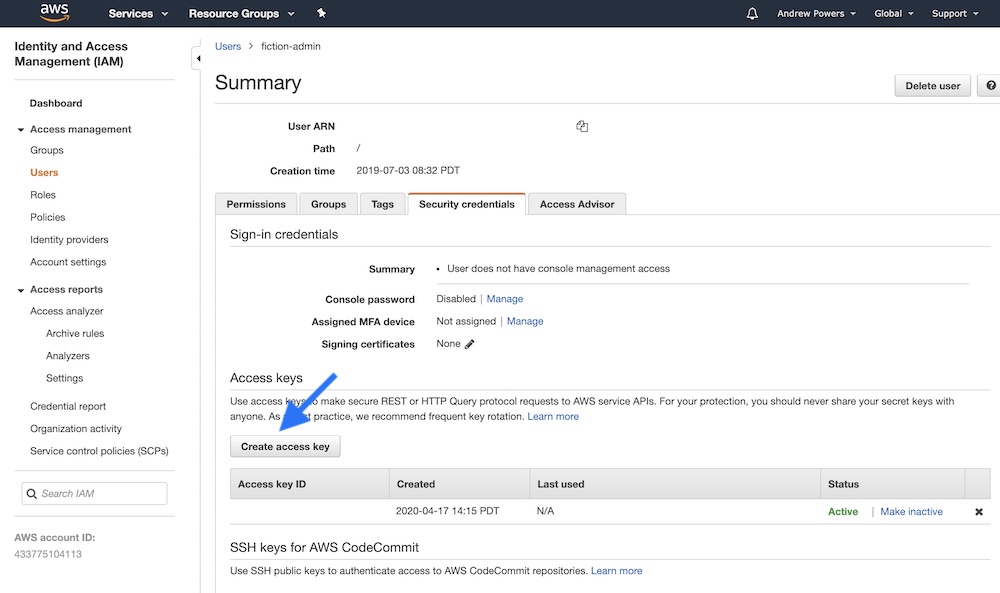 aws
Services
Resource Groups
Andrew Powers
Global
Support
Identity and Access
Management (IAM)
Dashboard
Access management
Groups
Users
Roles
Policies
Identity providers
Account settings
Access reports
Access analyzer
Archive rules
Analyzers
Settings
Credential report
Organization activity
Service control policies (SCPs)
Search IAM
AWS account ID:
433775104113
Users > fiction-admin
Summary
Delete user
User ARN
Path /
Creation time 2019-07-03 08:32 PDT
Permissions Groups Tags Security credentials Access Advisor
Sign-in credentials
Summary • User does not have console management access
Console password Disabled | Manage
Assigned MFA device Not assigned | Manage
Signing certificates None
Access keys
Use access keys to make secure REST or HTTP Query protocol requests to AWS service APIs. For your protection, you should never share your secret keys with
anyone. As practice, we recommend frequent key rotation. Learn more
Create access key
Access key ID Created Last used Status
2020-04-17 14:15 PDT N/A Active | Make inactive
SSH keys for AWS CodeCommit
Use SSH public keys to authenticate access to AWS CodeCommit repositories. Learn more